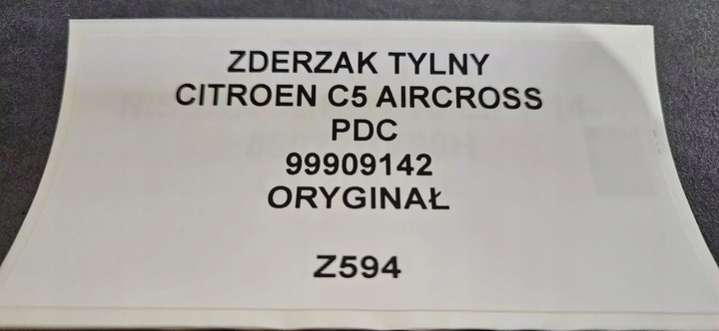 ZDERZAK TYLNY
CITROEN C5 AIRCROSS
PDC
99909142
ORYGINAŁ
Z594